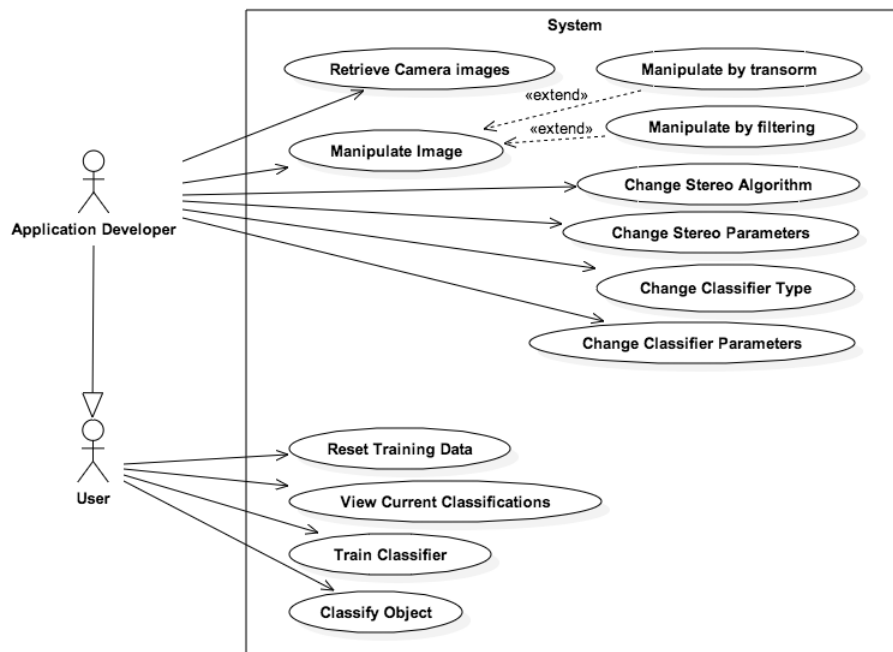 System
Retrieve Camera images
Manipulate by transorm
«extend»
Manipulate by filtering
«extend»
Manipulate Image
Change Stereo Algorithm
Application Developer
Change Stereo Parameters
Change Classifier Type
Change Classifier Parameters
Reset Training Data
User
View Current Classifications
Train Classifier
Classify Object